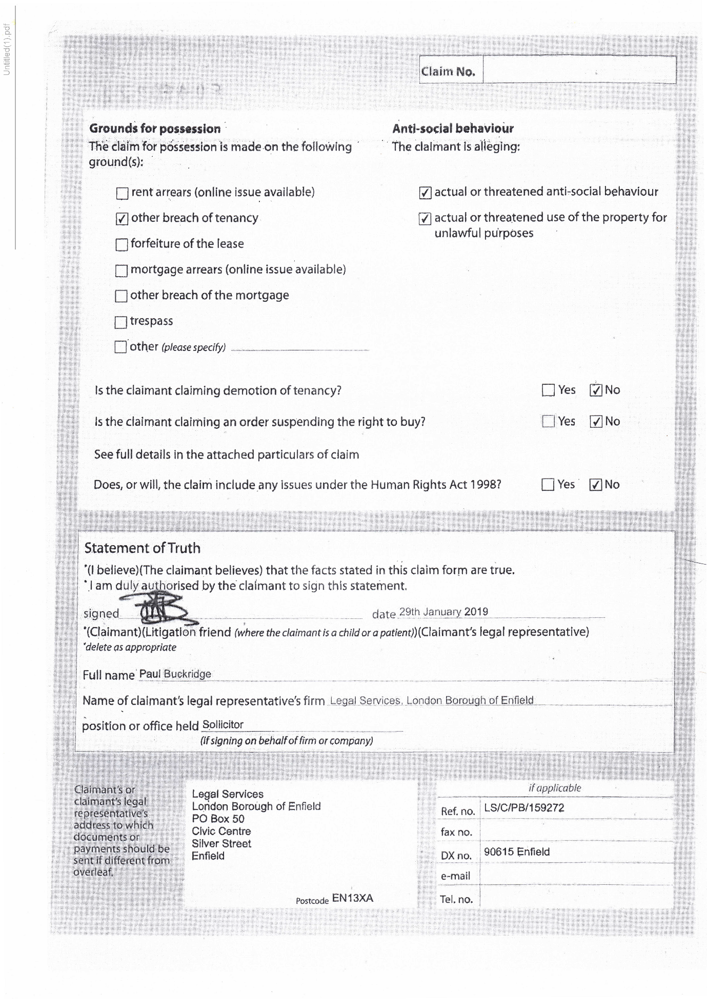 Untitled(1).pdf
Claim No.
Grounds for possession
The claim for possession is made on the following
ground(s):
rent arrears (online issue available)
other breach of tenancy
forfeiture of the lease
mortgage arrears (online issue available)
other breach of the mortgage
trespass
other (please specify)
Anti-social behaviour
The claimant is alleging:
actual or threatened anti-social behaviour
actual or threatened use of the property for
unlawful purposes
Is the claimant claiming demotion of tenancy? Yes No
Is the claimant claiming an order suspending the right to buy? Yes No
See full details in the attached particulars of claim
Does, or will, the claim include any issues under the Human Rights Act 1998? Yes No
Statement of Truth
*(I believe)(The claimant believes) that the facts stated in this claim form are true.
*I am duly authorised by the claimant to sign this statement.
signed date 29th January 2019
*(Claimant)(Litigation friend (where the claimant is a child or a patient))(Claimant's legal representative)
*delete as appropriate
Full name Paul Buckridge
Name of claimant's legal representative's firm Legal Services, London Borough of Enfield
position or office held Soliicitor
(if signing on behalf of firm or company)
Claimant's or
claimant's legal
representative's
address to which
documents or
payments should be
sent if different from
overleaf.
Legal Services
London Borough of Enfield
PO Box 50
Civic Centre
Silver Street
Enfield
Postcode EN13XA
if applicable
Ref. no. LS/C/PB/159272
fax no.
DX no. 90615 Enfield
e-mail
Tel. no.